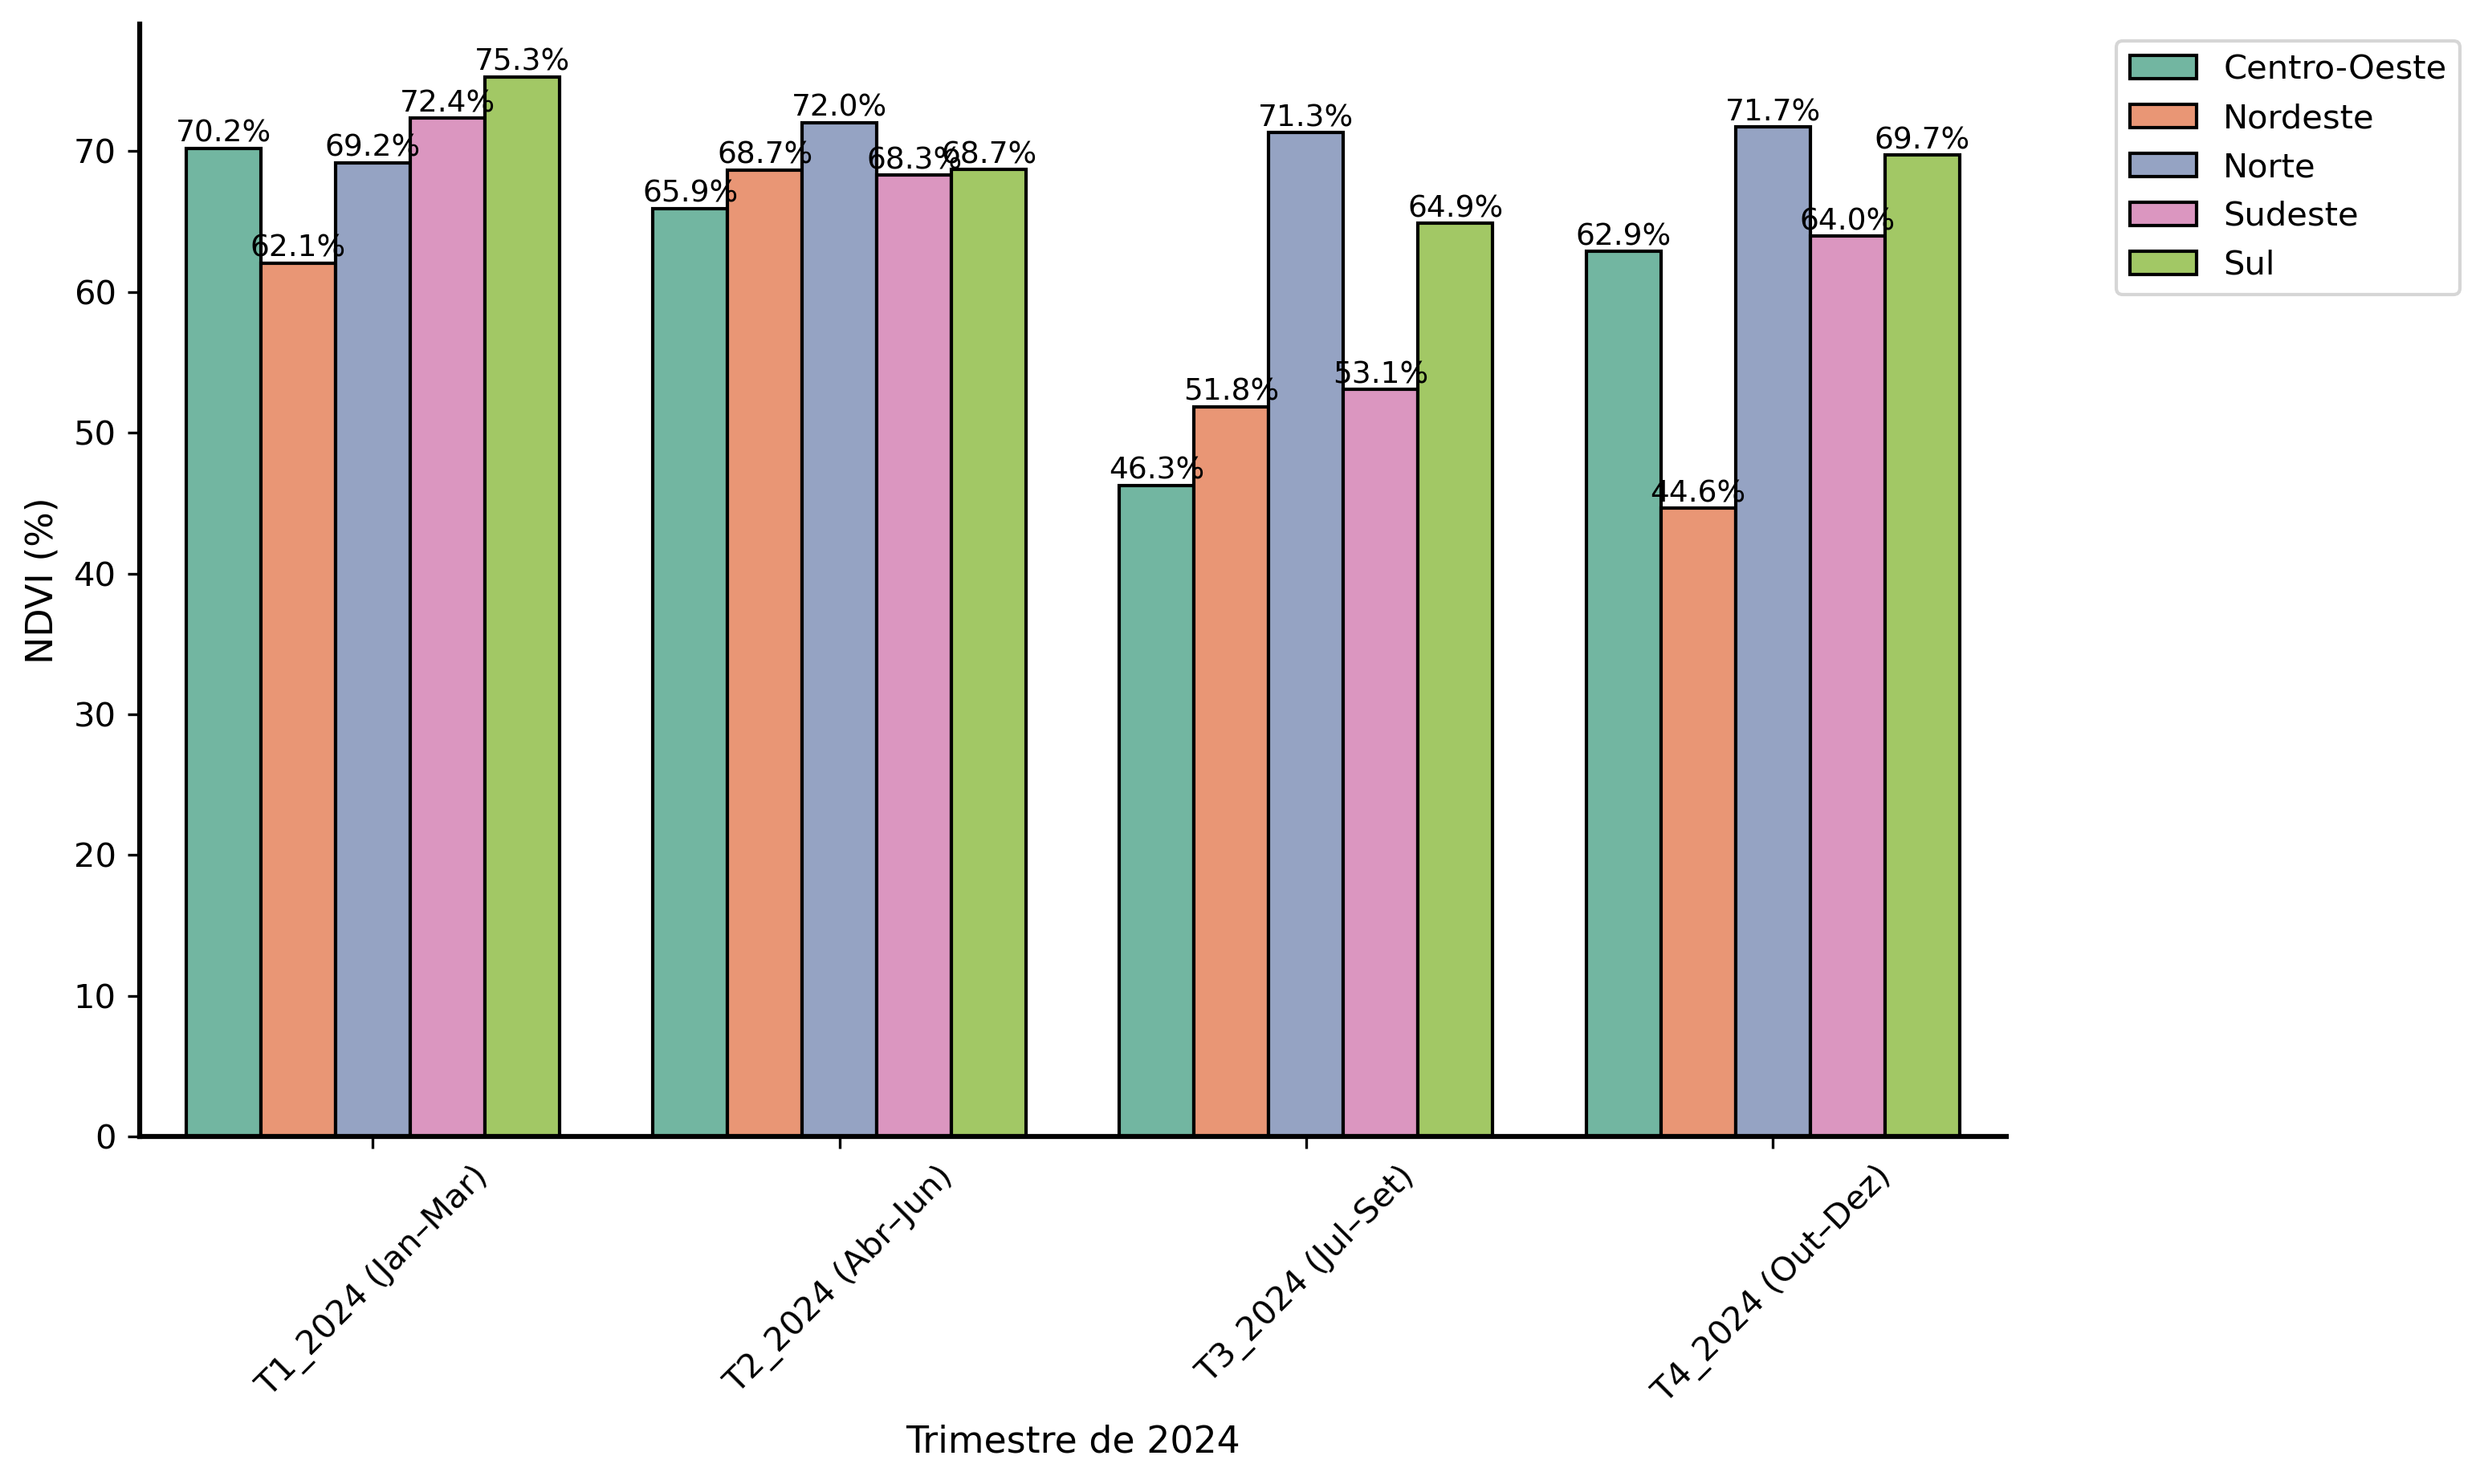 75.3%
72.4%
70.2%
69.2%
62.1%
72.0%
68.7%
68.3%
68.7%
65.9%
71.3%
64.9%
53.1%
51.8%
46.3%
71.7%
69.7%
64.0%
62.9%
44.6%
Centro-Oeste
Nordeste
Norte
Sudeste
Sul
70
60
50
40
30
20
10
0
NDVI (%)
T1_2024 (Jan–Mar)
T2_2024 (Abr–Jun)
T3_2024 (Jul–Set)
T4_2024 (Out–Dez)
Trimestre de 2024